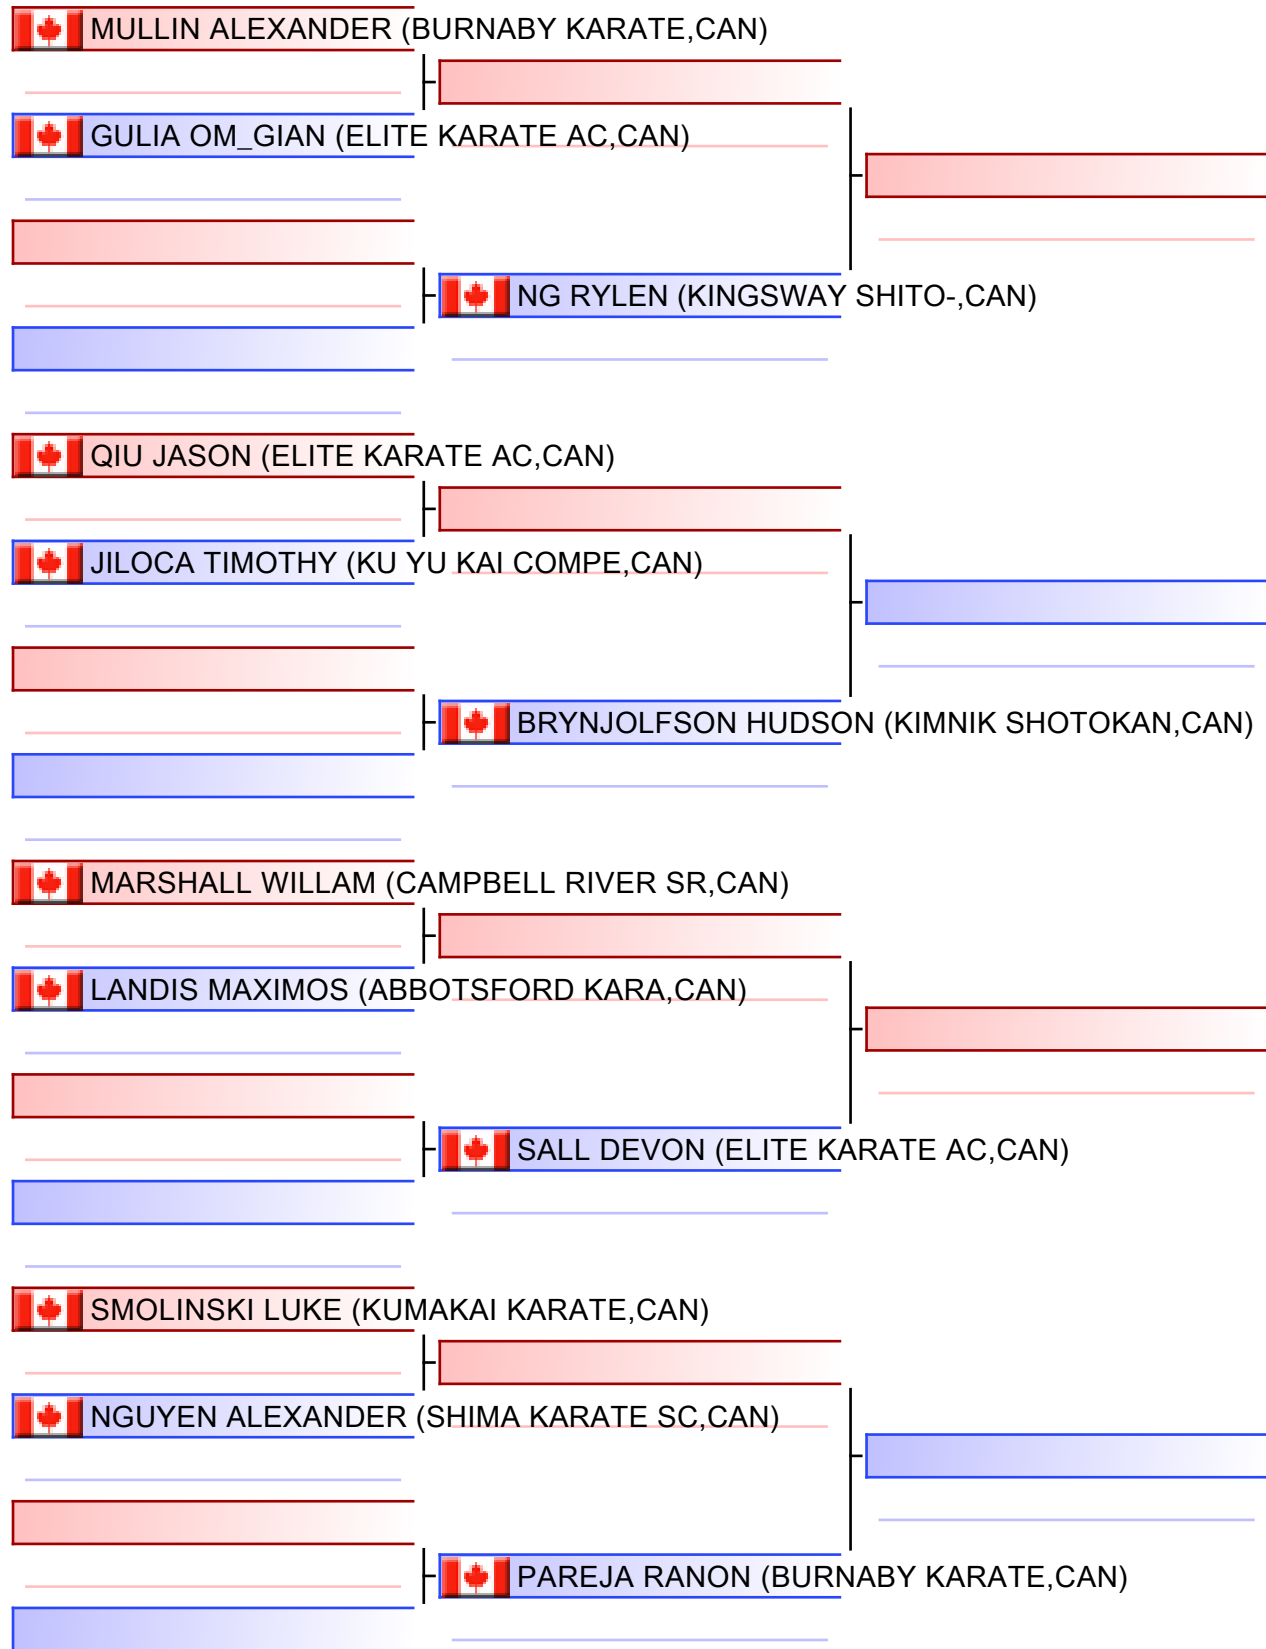 MULLIN ALEXANDER (BURNABY KARATE,CAN)
GULIA OM_GIAN (ELITE KARATE AC,CAN)
NG RYLEN (KINGSWAY SHITO-,CAN)
QIU JASON (ELITE KARATE AC,CAN)
JILOCA TIMOTHY (KU YU KAI COMPE,CAN)
BRYNJOLFSON HUDSON (KIMNIK SHOTOKAN,CAN)
MARSHALL WILLAM (CAMPBELL RIVER SR,CAN)
LANDIS MAXIMOS (ABBOTSFORD KARA,CAN)
SALL DEVON (ELITE KARATE AC,CAN)
SMOLINSKI LUKE (KUMAKAI KARATE,CAN)
NGUYEN ALEXANDER (SHIMA KARATE SC,CAN)
PAREJA RANON (BURNABY KARATE,CAN)